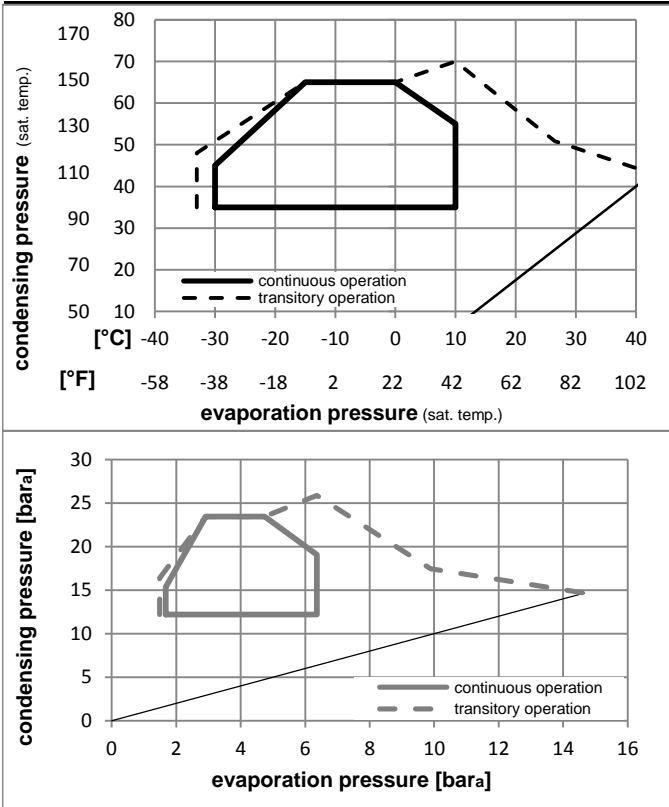 condensing pressure (sat. temp.)
170 80
70
150 60
130 50
110 40
90 30
70 20
50 10
continuous operation
transitory operation
[°C] -40 -30 -20 -10 0 10 20 30 40
[°F] -58 -38 -18 2 22 42 62 82 102
evaporation pressure (sat. temp.)
condensing pressure [bara]
30
25
20
15
10
5
0
continuous operation
transitory operation
0 2 4 6 8 10 12 14 16
evaporation pressure [bara]